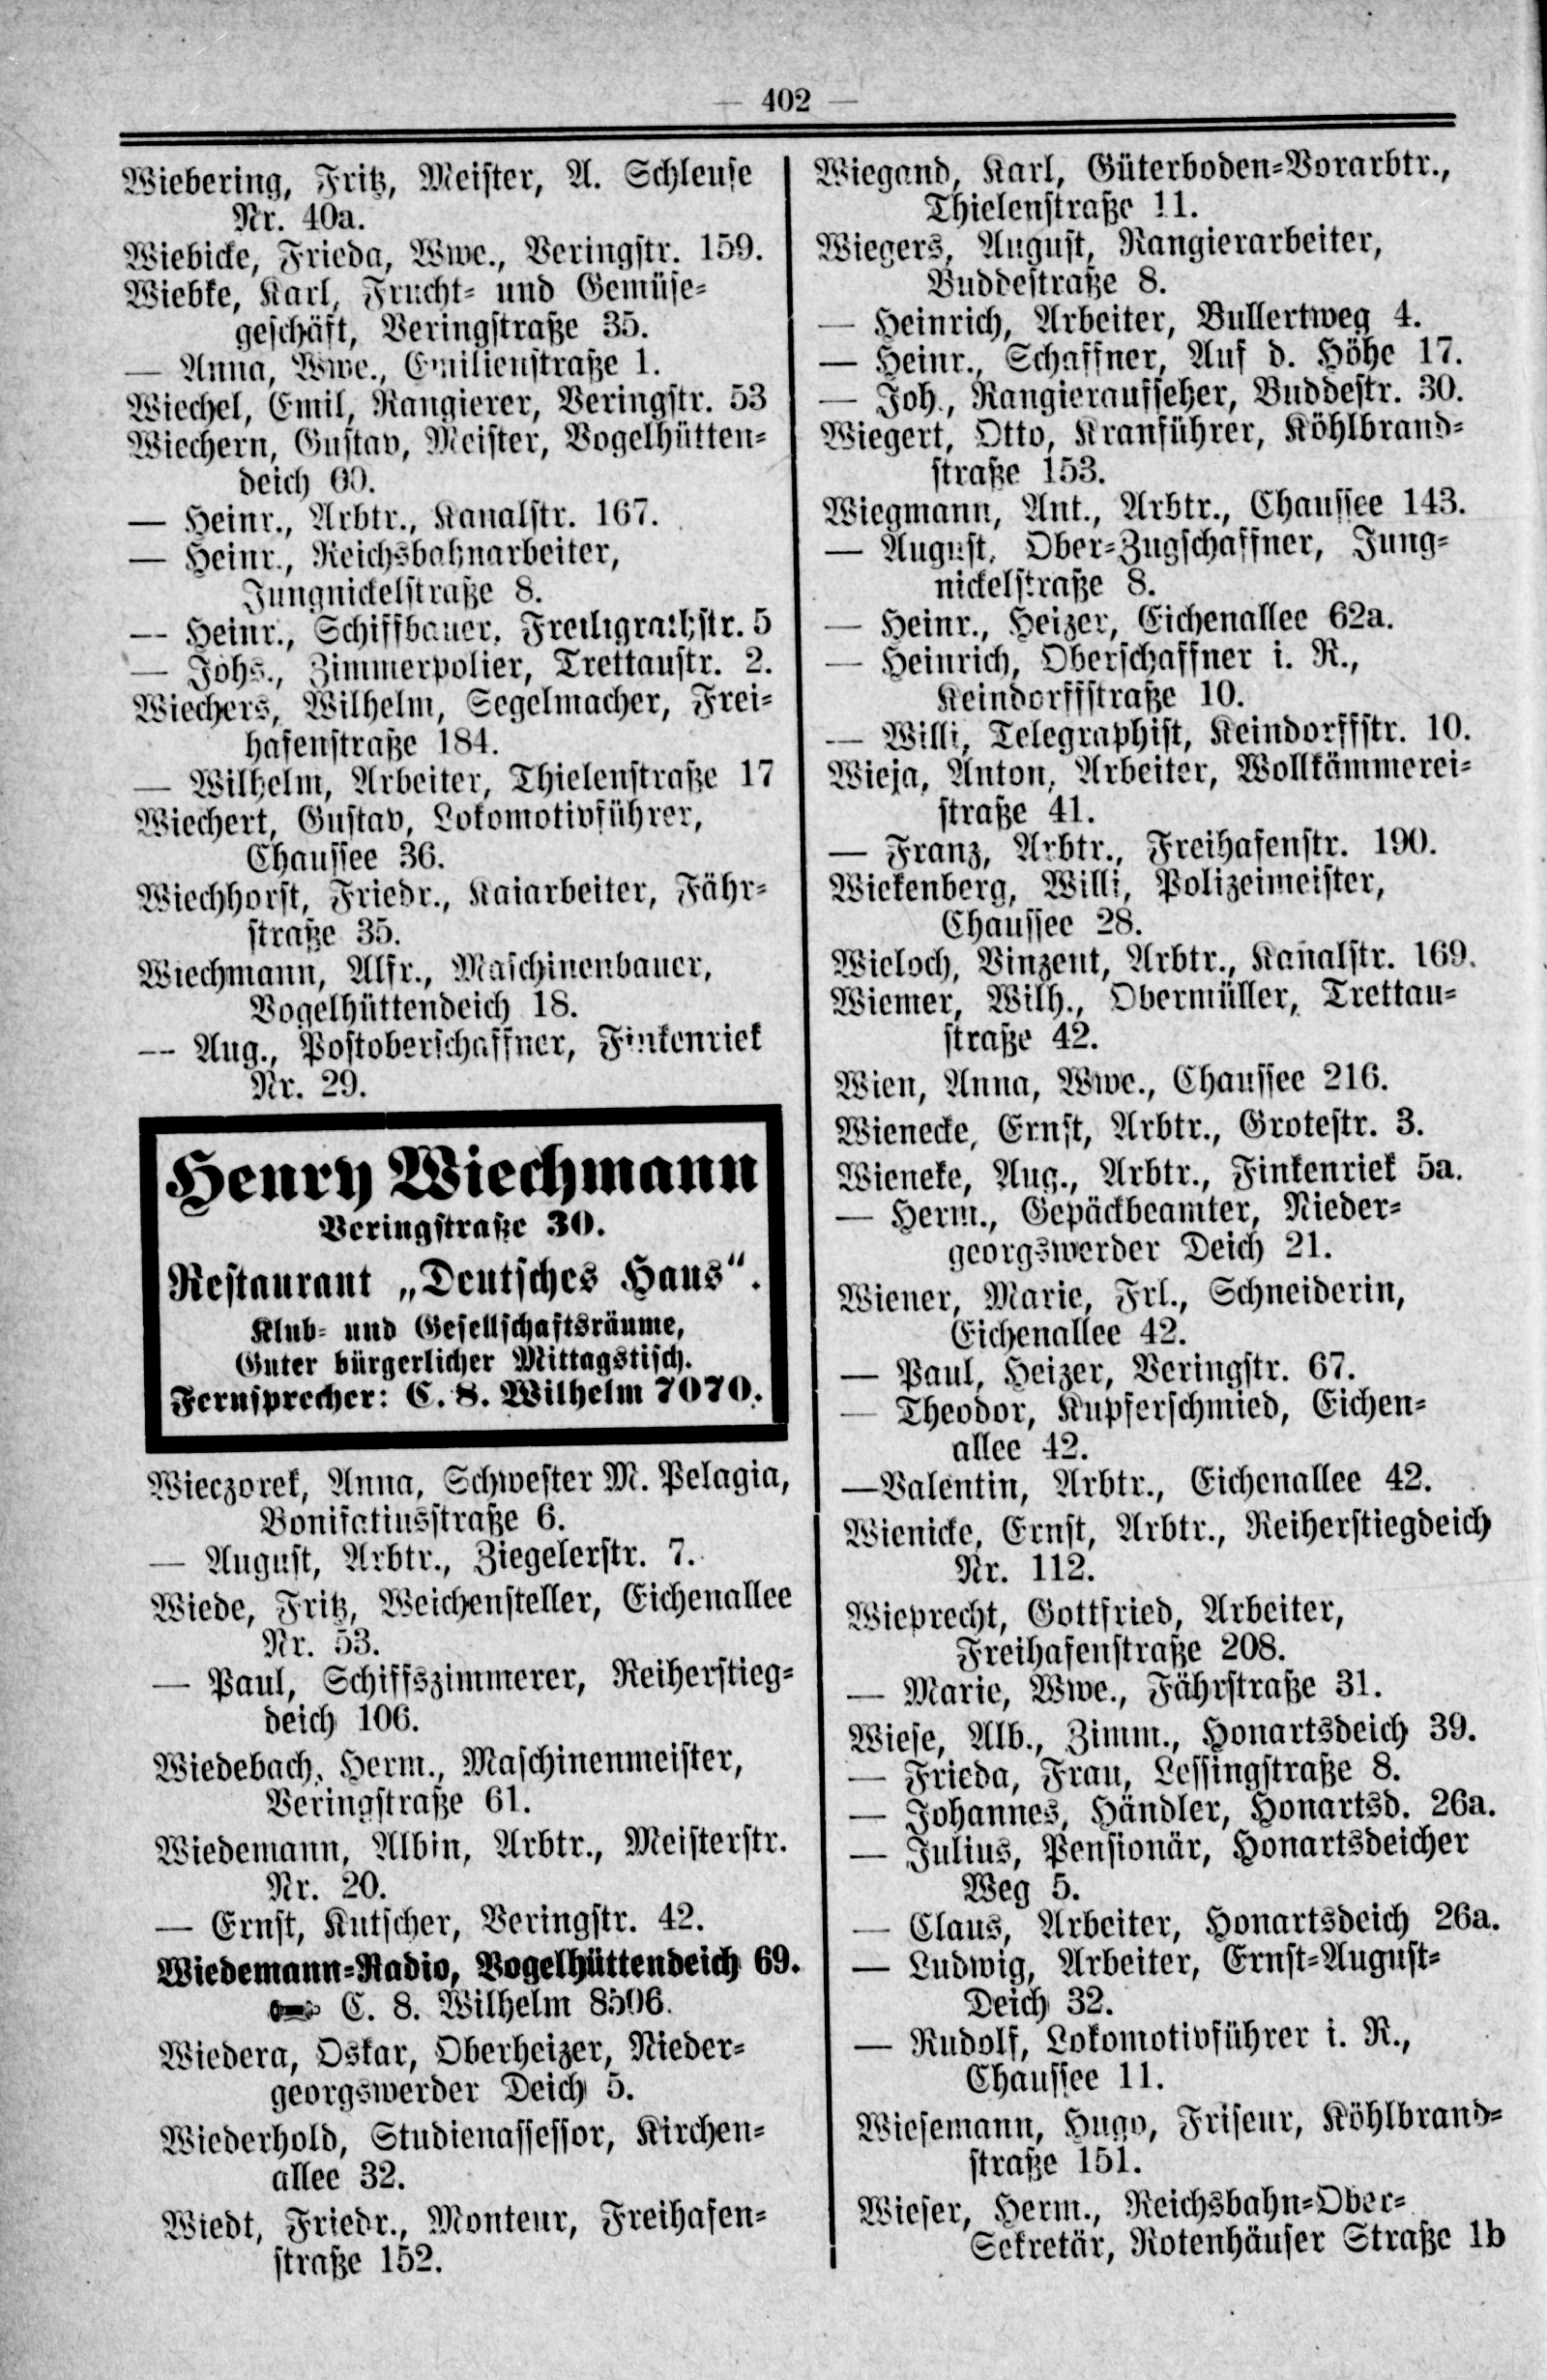 — 402 —
Wiebering, Fritz, Meister, A. Schleuse
Nr. 40a.
Wiebicke, Frieda, Wwe., Veringstr. 159.
Wiebke, Karl, Frucht- und Gemüse-
geschäft, Veringstraße 35.
— Anna, Wwe., Emilienstraße 1.
Wiechel, Emil, Rangierer, Veringstr. 53
Wiechern, Gustav, Meister, Vogelhütten-
deich 60.
— Heinr., Arbtr., Kanalstr. 167.
— Heinr., Reichsbahnarbeiter,
Jungnickelstraße 8.
— Heinr., Schiffbauer, Freiligrathstr. 5
— Johs., Zimmerpolier, Trettaustr. 2.
Wiechers, Wilhelm, Segelmacher, Frei-
hafenstraße 184.
— Wilhelm, Arbeiter, Thielenstraße 17
Wiechert, Gustav, Lokomotivführer,
Chaussee 36.
Wiechhorst, Friedr., Kaiarbeiter, Fähr-
straße 35.
Wiechmann, Alfr., Maschinenbauer,
Vogelhüttendeich 18.
— Aug., Postoberschaffner, Finkenriek
Nr. 29.
Henry Wiechmann
Veringstraße 30.
Restaurant „Deutsches Haus“.
Klub- und Gesellschaftsräume,
Guter bürgerlicher Mittagstisch.
Fernsprecher: C. 8. Wilhelm 7070.
Wieczorek, Anna, Schwester M. Pelagia,
Bonifatiusstraße 6.
— August, Arbtr., Ziegelerstr. 7.
Wiede, Fritz, Weichensteller, Eichenallee
Nr. 53.
— Paul, Schiffszimmerer, Reiherstieg-
deich 106.
Wiedebach, Herm., Maschinenmeister,
Veringstraße 61.
Wiedemann, Albin, Arbtr., Meisterstr.
Nr. 20.
— Ernst, Kutscher, Veringstr. 42.
Wiedemann-Radio, Vogelhüttendeich 69.
C. 8. Wilhelm 8506.
Wiedera, Oskar, Oberheizer, Nieder-
georgswerder Deich 5.
Wiederhold, Studienassessor, Kirchen-
allee 32.
Wiedt, Friedr., Monteur, Freihafen-
straße 152.
Wiegand, Karl, Güterboden-Vorarbtr.,
Thielenstraße 11.
Wiegers, August, Rangierarbeiter,
Buddestraße 8.
— Heinrich, Arbeiter, Bullertweg 4.
— Heinr., Schaffner, Auf d. Höhe 17.
— Joh., Rangieraufseher, Buddestr. 30.
Wiegert, Otto, Kranführer, Köhlbrand-
straße 153.
Wiegmann, Ant., Arbtr., Chaussee 143.
— August, Ober-Zugschaffner, Jung-
nickelstraße 8.
— Heinr., Heizer, Eichenallee 62a.
— Heinrich, Oberschaffner i. R.,
Keindorffstraße 10.
— Willi, Telegraphist, Keindorffstr. 10.
Wieja, Anton, Arbeiter, Wollkämmerei-
straße 41.
— Franz, Arbtr., Freihafenstr. 190.
Wiekenberg, Willi, Polizeimeister,
Chaussee 28.
Wieloch, Vinzent, Arbtr., Kanalstr. 169.
Wiemer, Wilh., Obermüller, Trettau-
straße 42.
Wien, Anna, Wwe., Chaussee 216.
Wienecke, Ernst, Arbtr., Grotestr. 3.
Wieneke, Aug., Arbtr., Finkenriek 5a.
— Herm., Gepäckbeamter, Nieder-
georgswerder Deich 21.
Wiener, Marie, Frl., Schneiderin,
Eichenallee 42.
— Paul, Heizer, Veringstr. 67.
— Theodor, Kupferschmied, Eichen-
allee 42.
—Valentin, Arbtr., Eichenallee 42.
Wienicke, Ernst, Arbtr., Reiherstiegdeich
Nr. 112.
Wieprecht, Gottfried, Arbeiter,
Freihafenstraße 208.
— Marie, Wwe., Fährstraße 31.
Wiese, Alb., Zimm., Honartsdeich 39.
— Frieda, Frau, Lessingstraße 8.
— Johannes, Händler, Honartsd. 26a.
— Julius, Pensionär, Honartsdeicher
Weg 5.
— Claus, Arbeiter, Honartsdeich 26a.
— Ludwig, Arbeiter, Ernst-August-
Deich 32.
— Rudolf, Lokomotivführer i. R.,
Chaussee 11.
Wiesemann, Hugo, Friseur, Köhlbrand-
straße 151.
Wieser, Herm., Reichsbahn-Ober-
Sekretär, Rotenhäuser Straße 1b